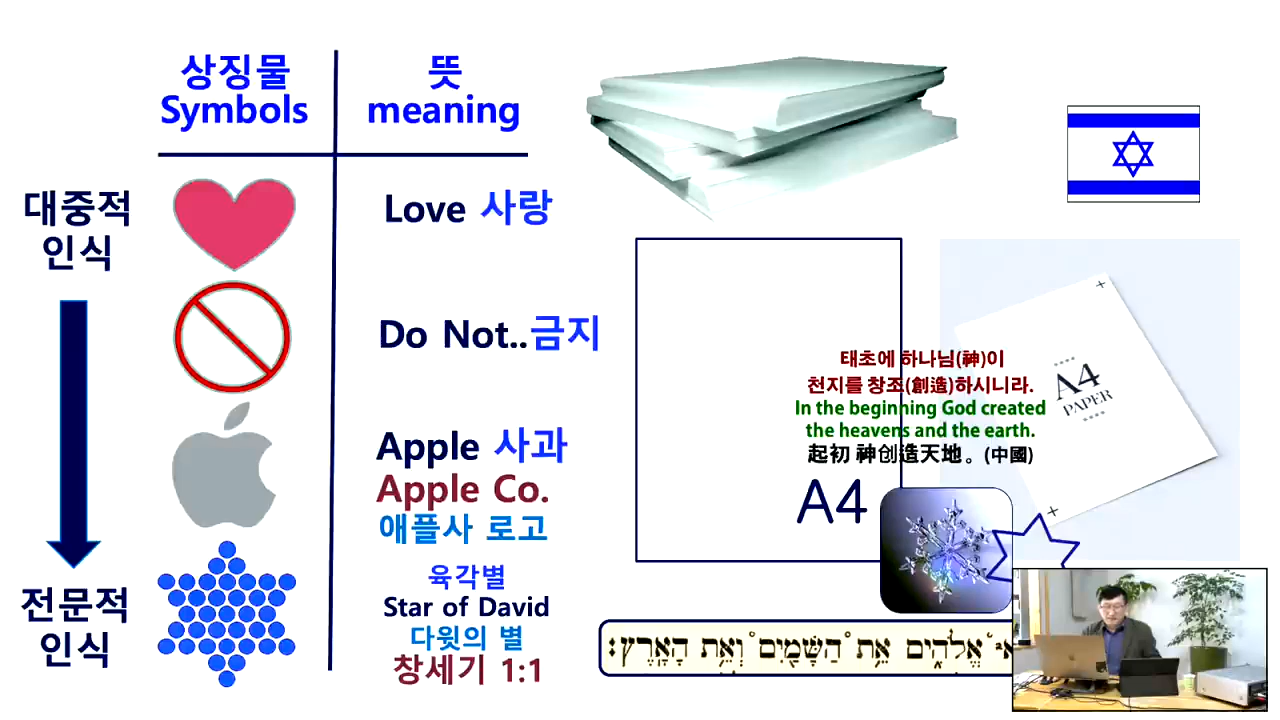 상징물
Symbols
뜻
meaning
대중적
인식
Love 사랑
Do Not..금지
Apple 사과
Apple Co.
애플사 로고
전문적
인식
육각별
Star of David
다윗의 별
창세기 1:1
태초에 하나님(神)이
천지를 창조(創造)하시니라.
In the beginning God created
the heavens and the earth.
起初 神创造天地。(中國)
A4
A4
PAPER
אֱלֹהִ֑ים אֵ֥ת הַשָּׁמַ֖יִם וְאֵ֥ת הָאָֽרֶץ׃